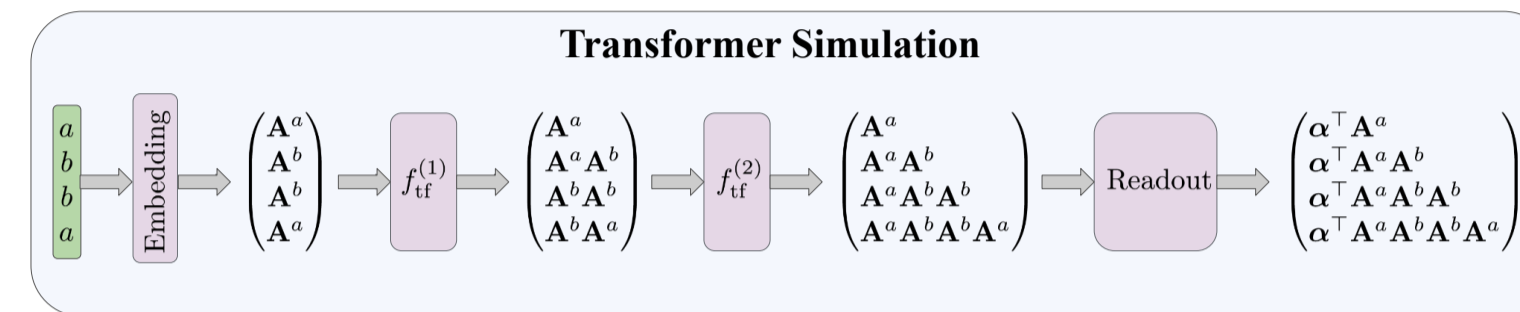 Transformer Simulation
a
b
b
a
Embedding
A^a
A^b
A^b
A^a
f_tf^(1)
A^a
A^a A^b
A^b A^b
A^b A^a
f_tf^(2)
A^a
A^a A^b
A^a A^b A^b
A^a A^b A^b A^a
Readout
α^⊤ A^a
α^⊤ A^a A^b
α^⊤ A^a A^b A^b
α^⊤ A^a A^b A^b A^a